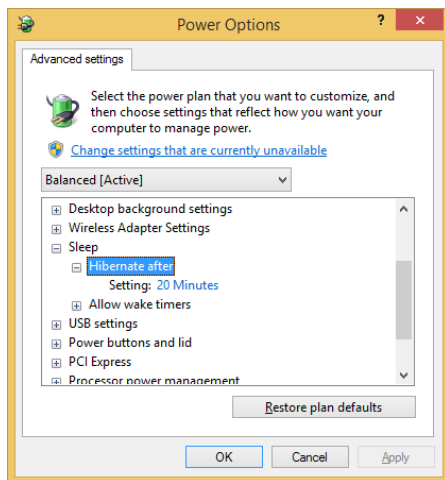 Power Options
?
×
Advanced settings
Select the power plan that you want to customize, and
then choose settings that reflect how you want your
computer to manage power.
Change settings that are currently unavailable
Balanced [Active]
Desktop background settings
Wireless Adapter Settings
Sleep
Hibernate after
Setting: 20 Minutes
Allow wake timers
USB settings
Power buttons and lid
PCI Express
Processor power management
Restore plan defaults
OK
Cancel
Apply